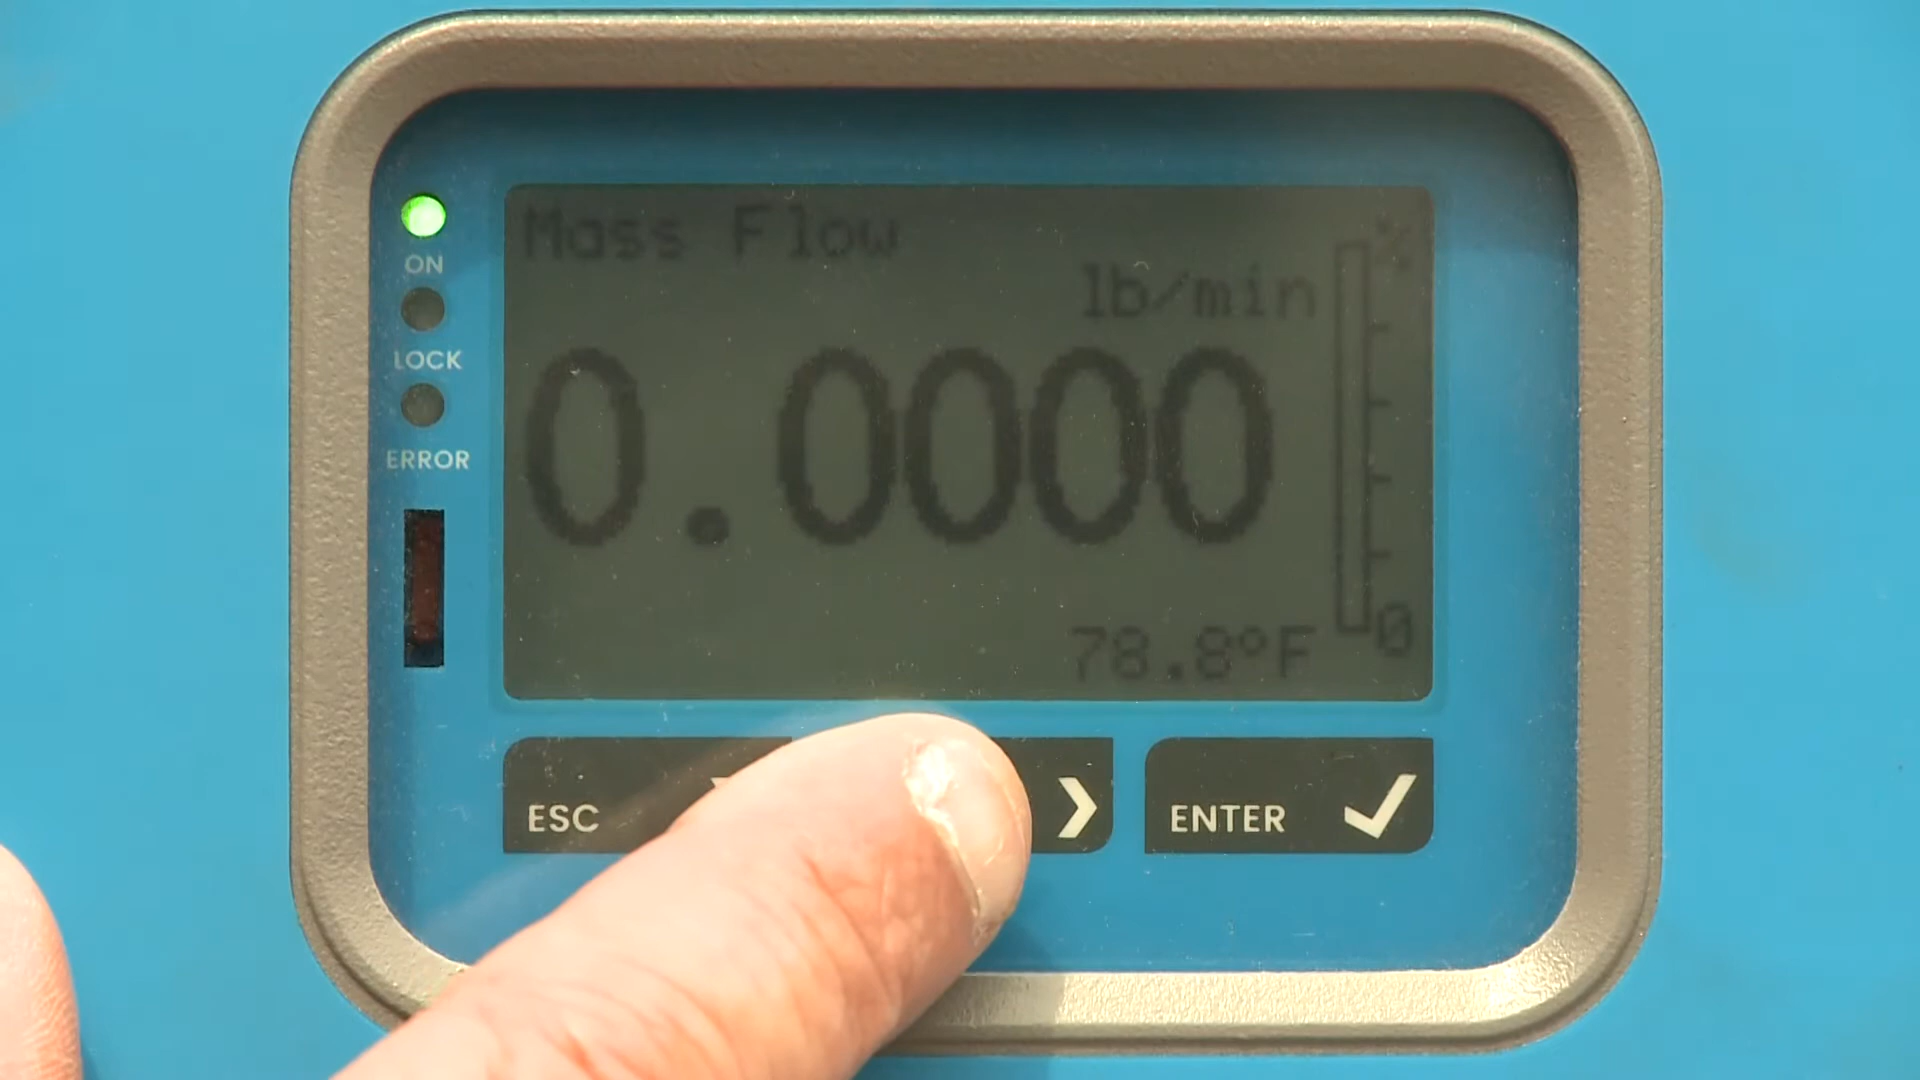 ON
LOCK
ERROR
Mass Flow
%
lb/min
0.0000
78.8°F
0
ESC
ENTER